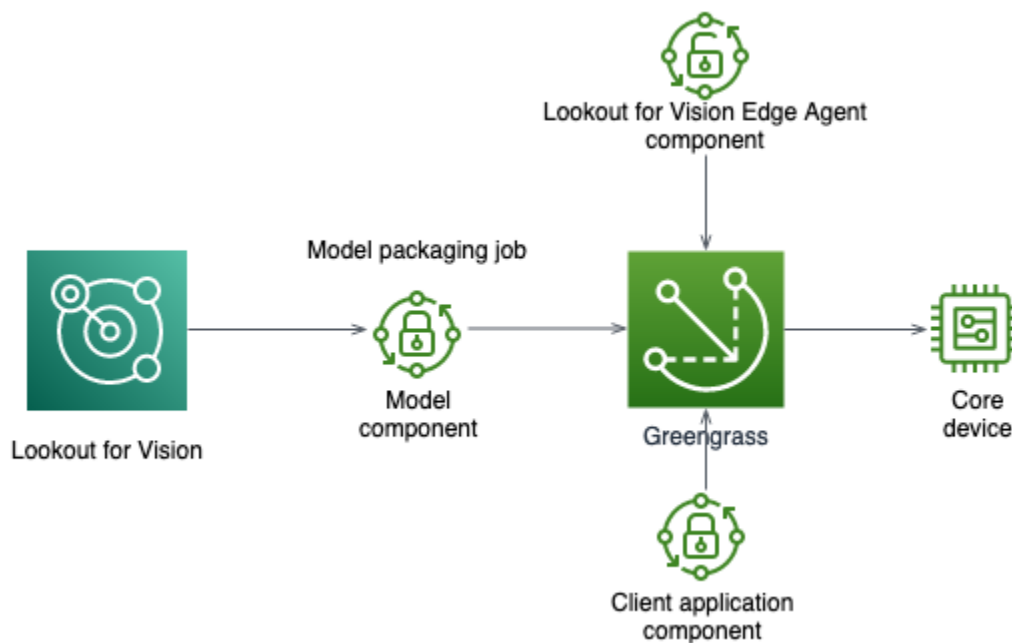 Lookout for Vision Edge Agent
component
Model packaging job
Lookout for Vision
Model
component
Greengrass
Core
device
Client application
component